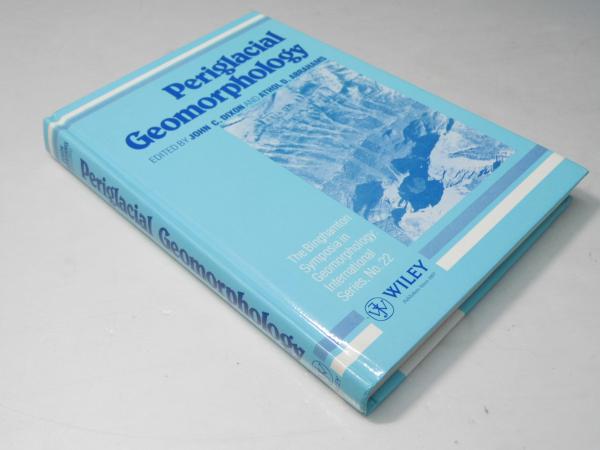 Periglacial
Geomorphology
EDITED BY JOHN C. DIXON AND ATHOL D. ABRAHAMS
The Binghamton
Symposia in
Geomorphology
International
Series, No. 22
WILEY
Periglacial Geomorphology